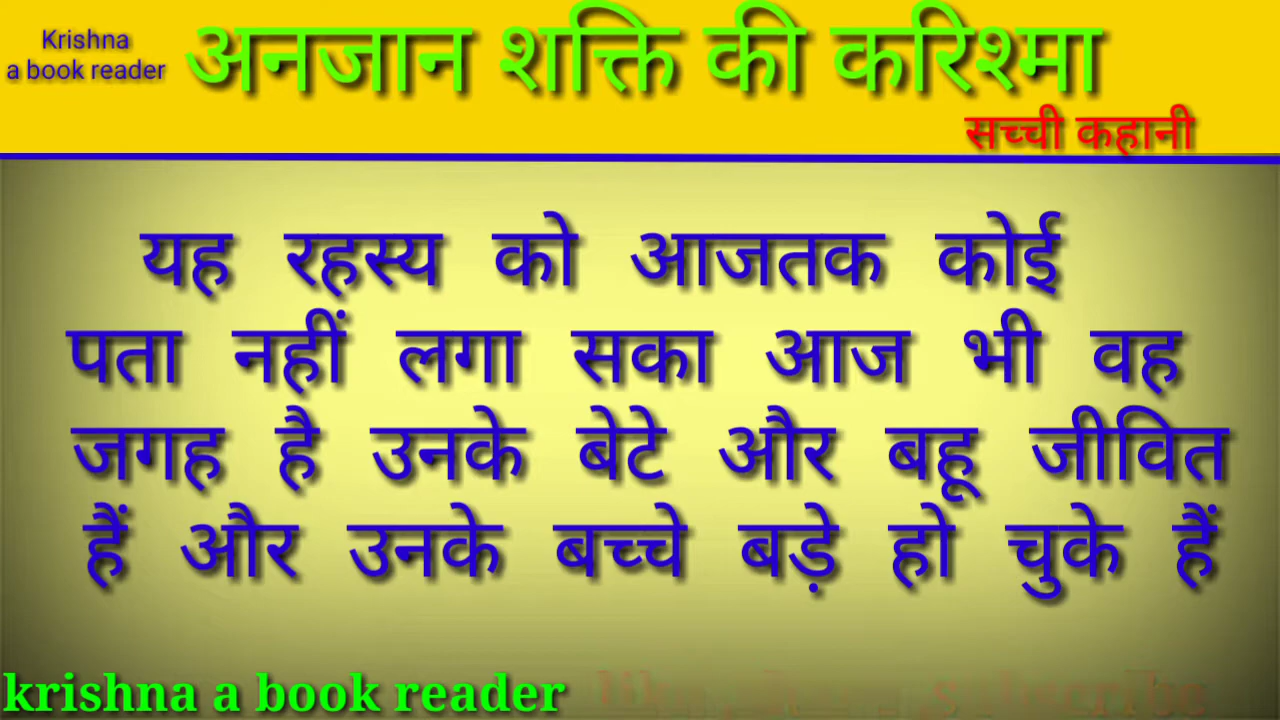 Krishna
a book reader
अनजान शक्ति की करिश्मा
सच्ची कहानी
यह रहस्य को आजतक कोई
पता नहीं लगा सका आज भी वह
जगह है उनके बेटे और बहू जीवित
हैं और उनके बच्चे बड़े हो चुके हैं
krishna a book reader